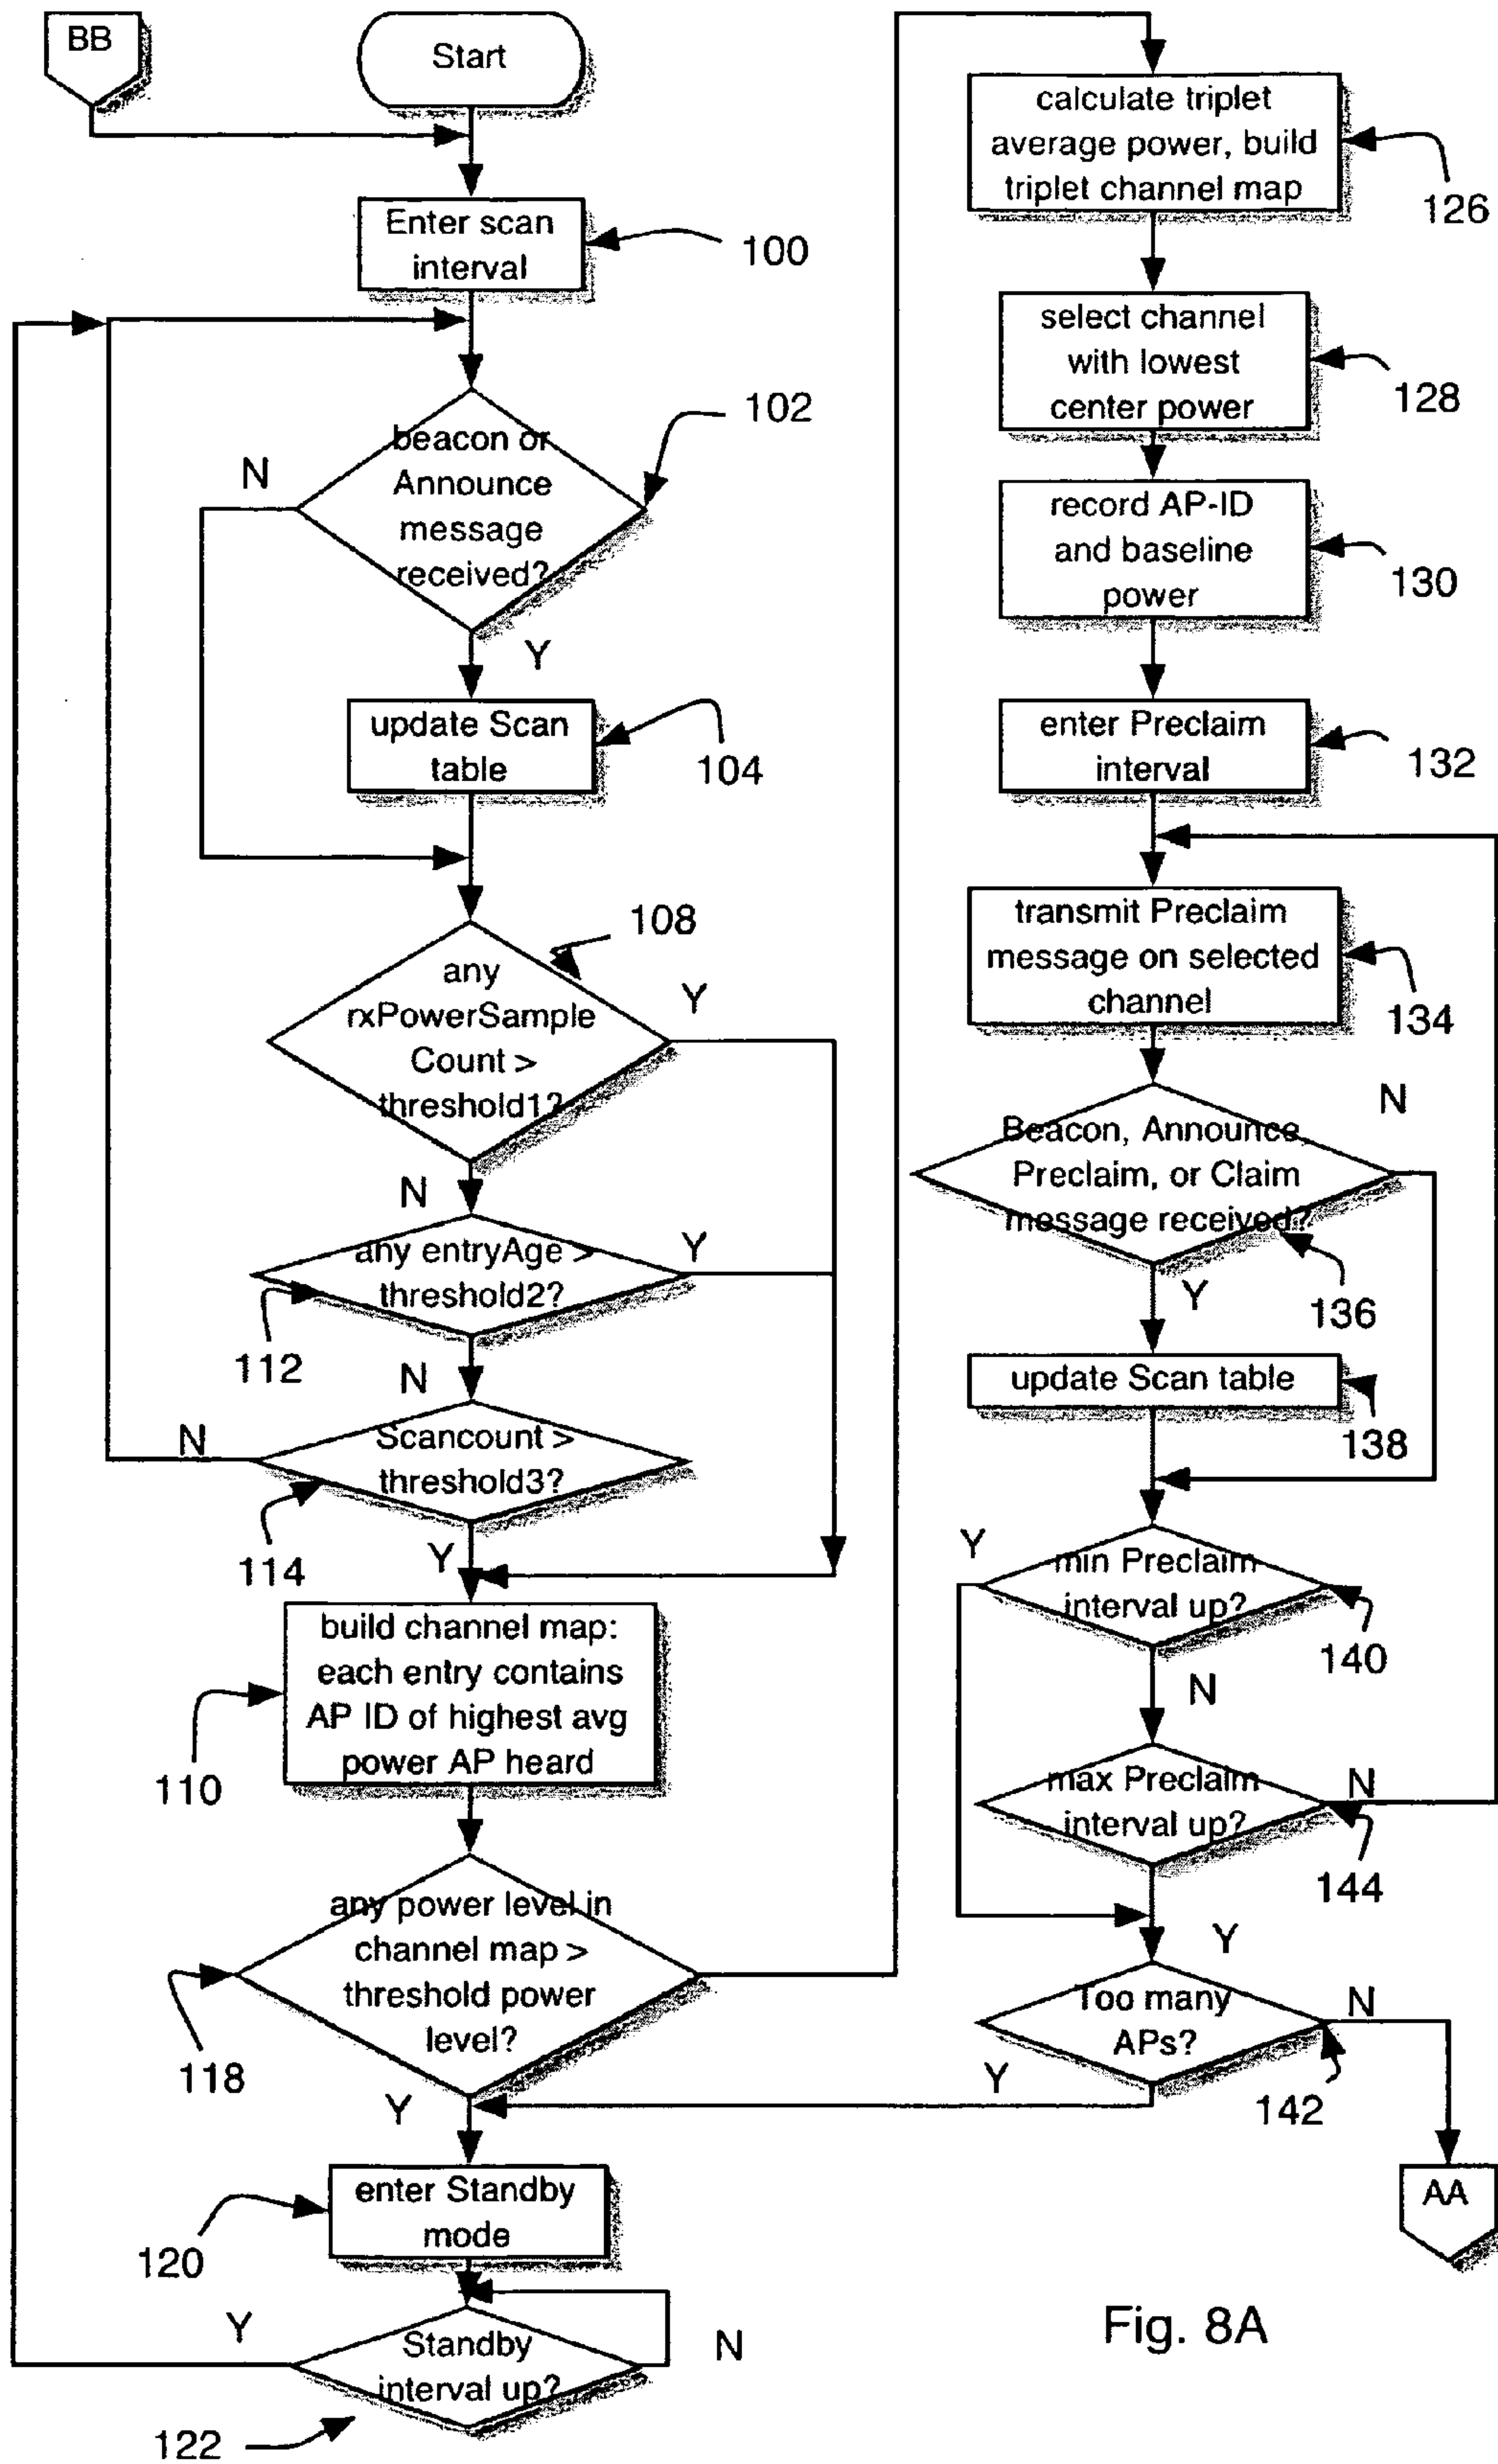 BB
Start
Enter scan
interval
100
beacon or
Announce
message
received?
102
N
Y
update Scan
table
104
any
rxPowerSample
Count >
threshold1?
108
Y
N
any entryAge >
threshold2?
Y
112
N
Scancount >
threshold3?
N
114
Y
build channel map:
each entry contains
AP ID of highest avg
power AP heard
110
any power level in
channel map >
threshold power
level?
118
Y
enter Standby
mode
120
Standby
interval up?
Y
N
122
calculate triplet
average power, build
triplet channel map
126
select channel
with lowest
center power
128
record AP-ID
and baseline
power
130
enter Preclaim
interval
132
transmit Preclaim
message on selected
channel
134
Beacon, Announce,
Preclaim, or Claim
message received?
N
136
Y
update Scan table
138
min Preclaim
interval up?
Y
140
N
max Preclaim
interval up?
N
144
Y
Too many
APs?
N
Y
142
AA
Fig. 8A